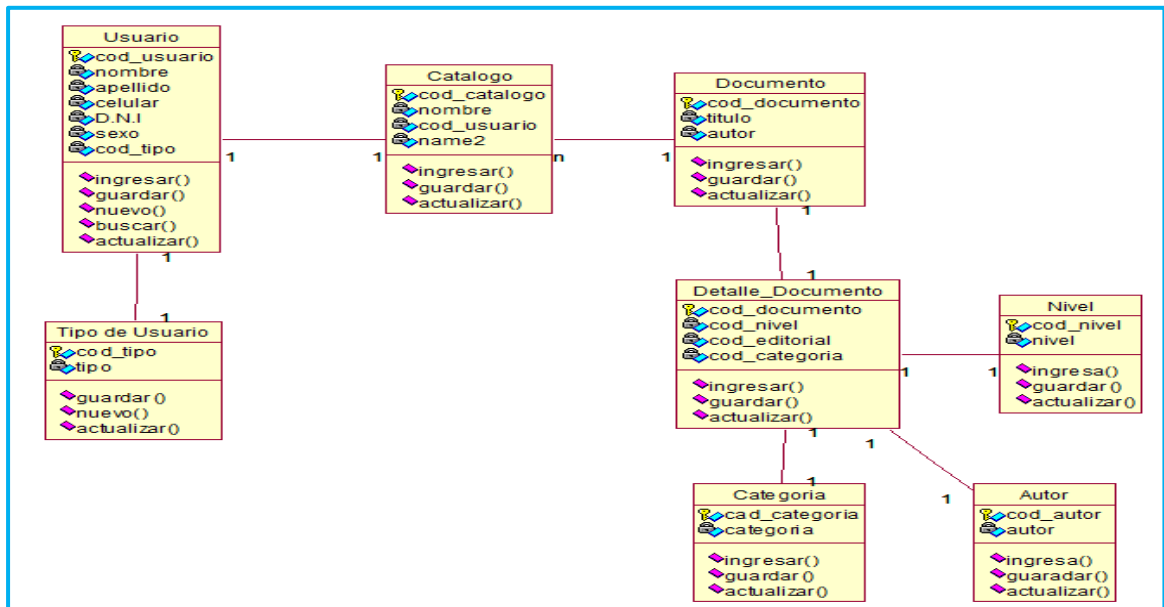 Usuario
cod_usuario
nombre
apellido
celular
D.N.I
sexo
cod_tipo
ingresar()
guardar()
nuevo()
buscar()
actualizar()
1
1
1
1
Tipo de Usuario
cod_tipo
tipo
guardar()
nuevo()
actualizar()
Catalogo
cod_catalogo
nombre
cod_usuario
name2
ingresar()
guardar()
actualizar()
n
1
Documento
cod_documento
titulo
autor
ingresar()
guardar()
actualizar()
1
1
Detalle_Documento
cod_documento
cod_nivel
cod_editorial
cod_categoria
ingresar()
guardar()
actualizar()
1
1
Nivel
cod_nivel
nivel
ingresa()
guardar()
actualizar()
1
1
1
1
Categoria
cad_categoria
categoria
ingresar()
guardar()
actualizar()
Autor
cod_autor
autor
ingresa()
guaradar()
actualizar()